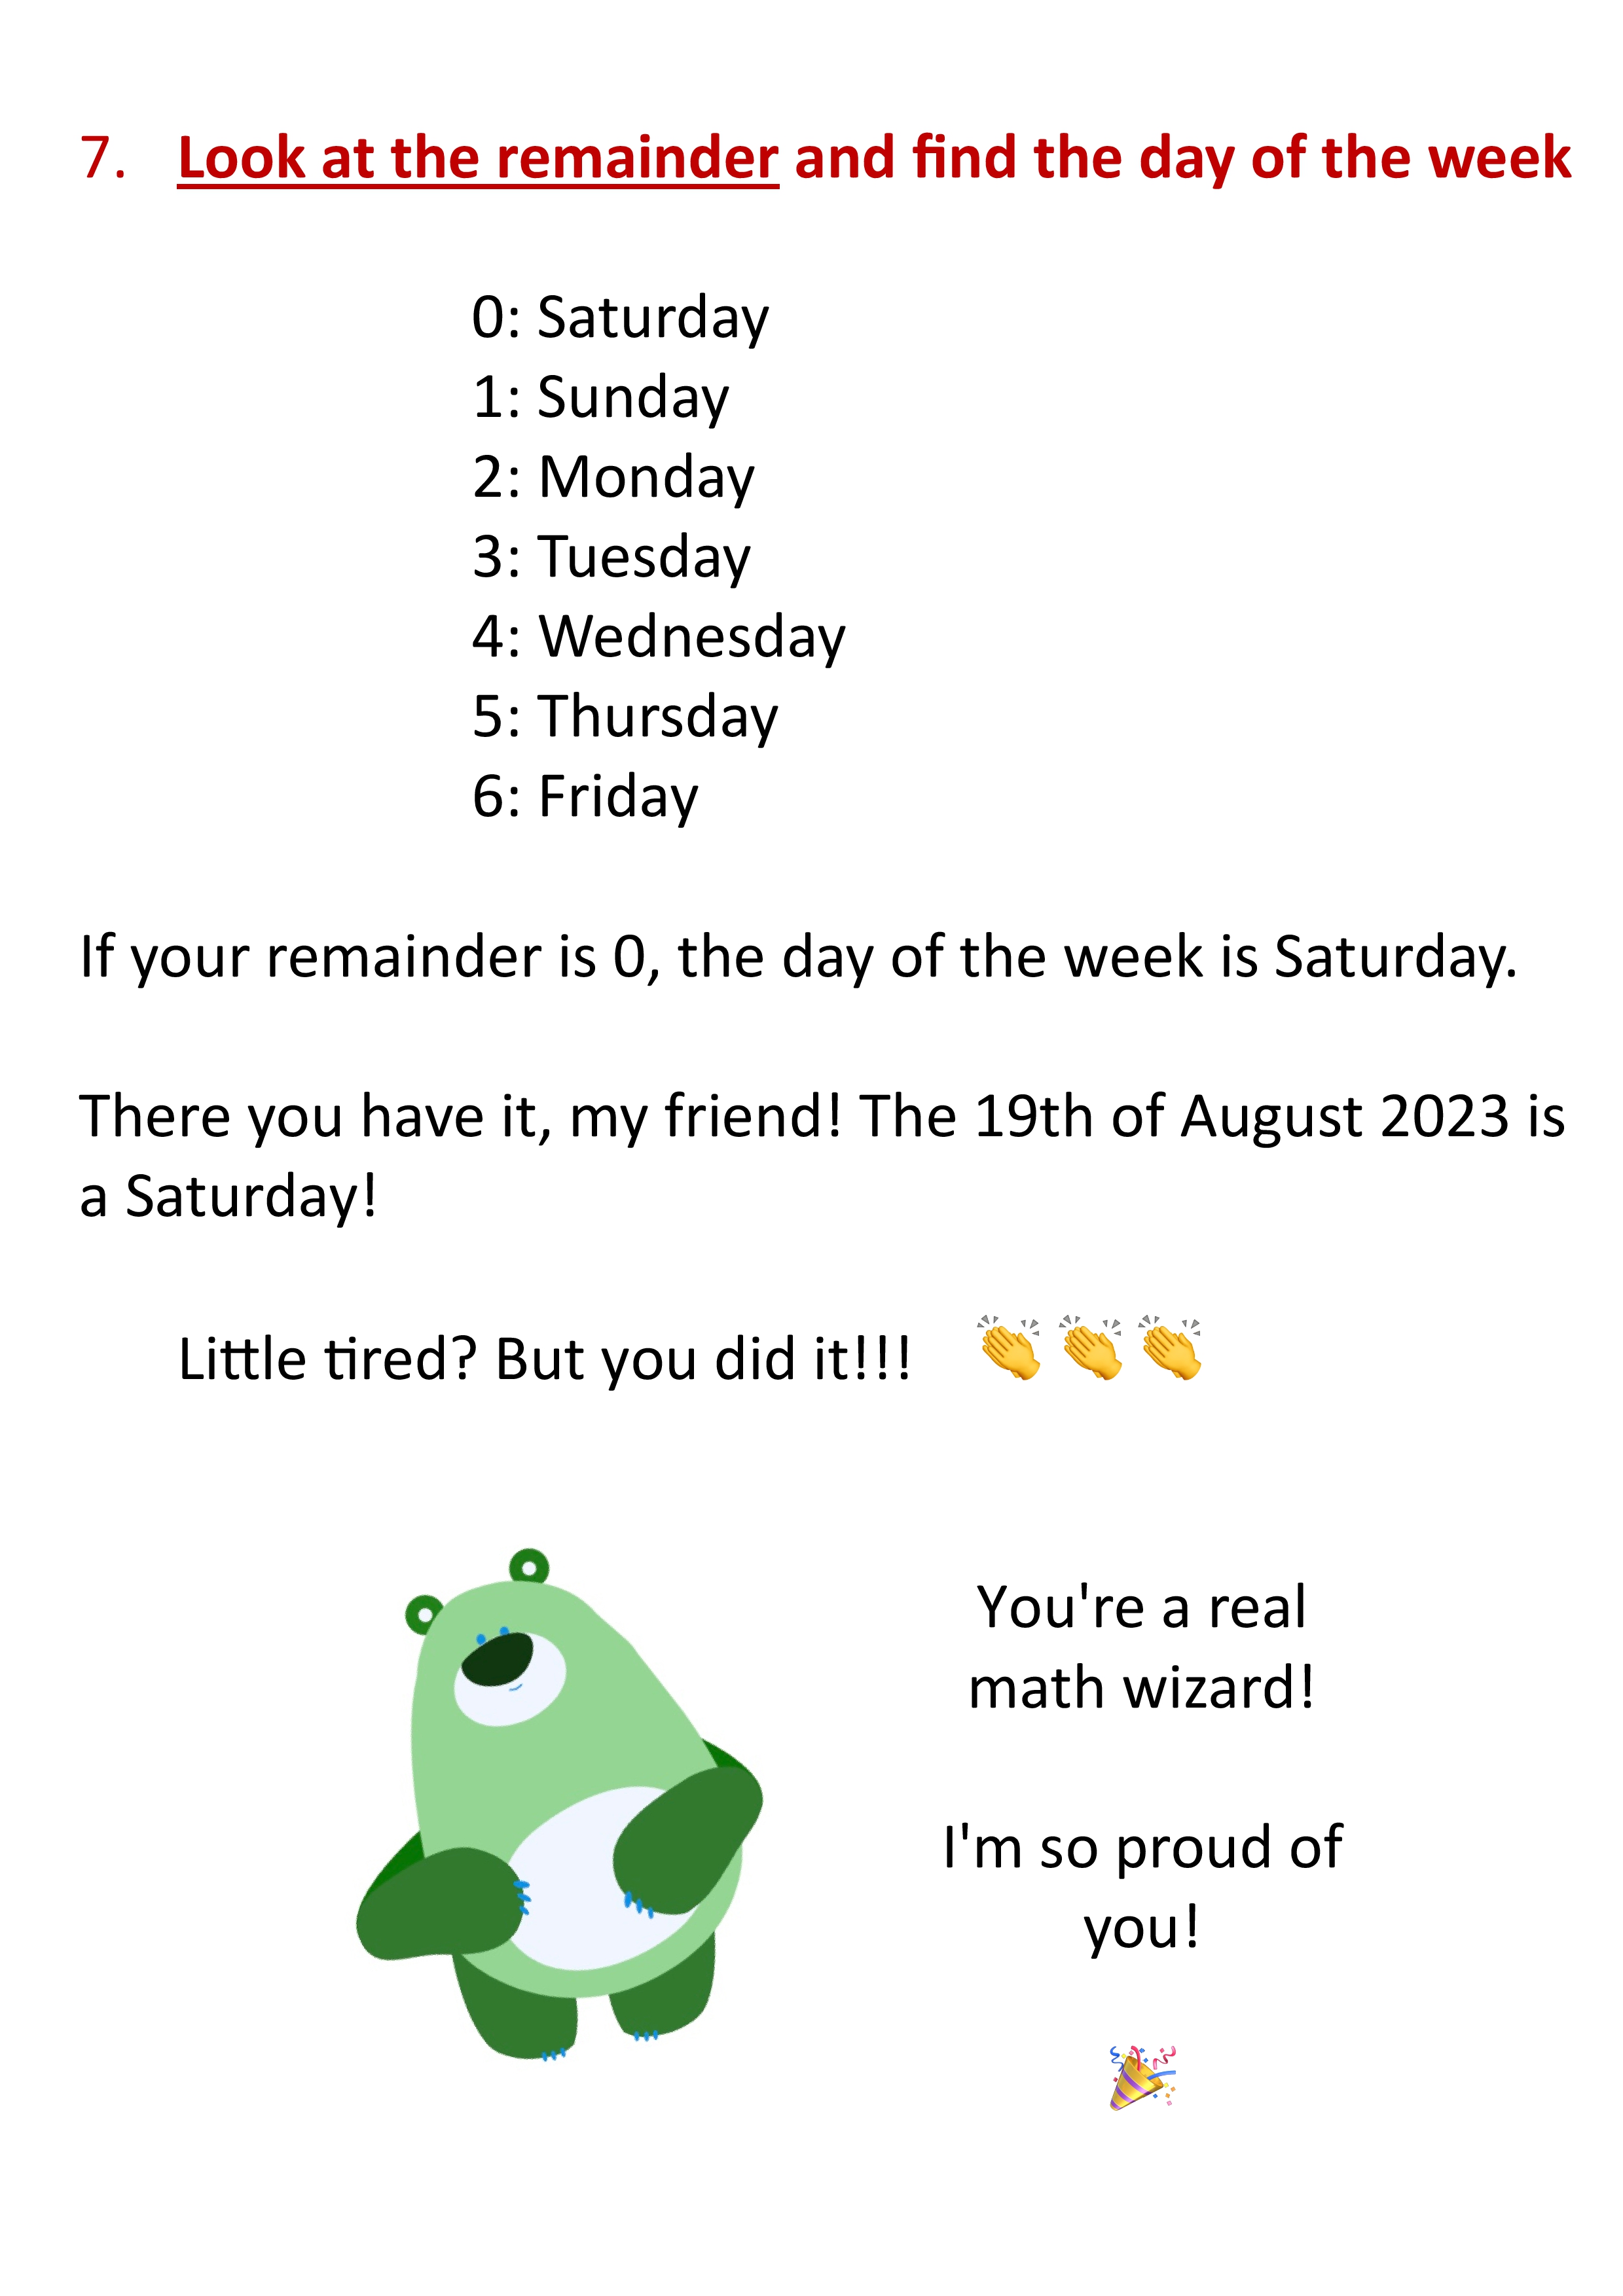 7. Look at the remainder and find the day of the week
0: Saturday
1: Sunday
2: Monday
3: Tuesday
4: Wednesday
5: Thursday
6: Friday
If your remainder is 0, the day of the week is Saturday.
There you have it, my friend! The 19th of August 2023 is
a Saturday!
Little tired? But you did it!!! 👏👏👏
You're a real
math wizard!
I'm so proud of
you!
🎉